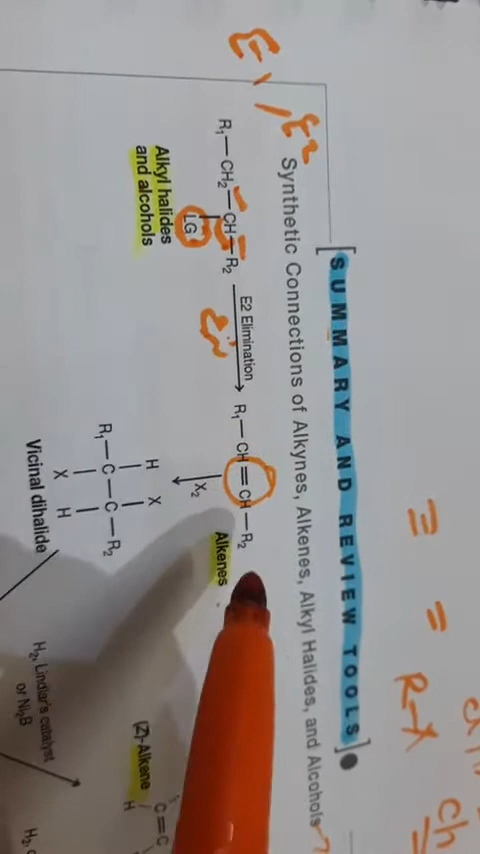 [SUMMARY AND REVIEW TOOLS]
Synthetic Connections of Alkynes, Alkenes, Alkyl Halides, and Alcohols
≡
=
R-X
E1, E2
R₁—CH₂—CH—R₂
LG
E2 Elimination
R₁—CH=CH—R₂
Alkyl halides
and alcohols
Alkenes
X₂
H X
R₁—C—C—R₂
X H
Vicinal dihalide
H₂, Lindlar's catalyst
or Ni₂B
(Z)-Alkene
C=C
H
H₂,